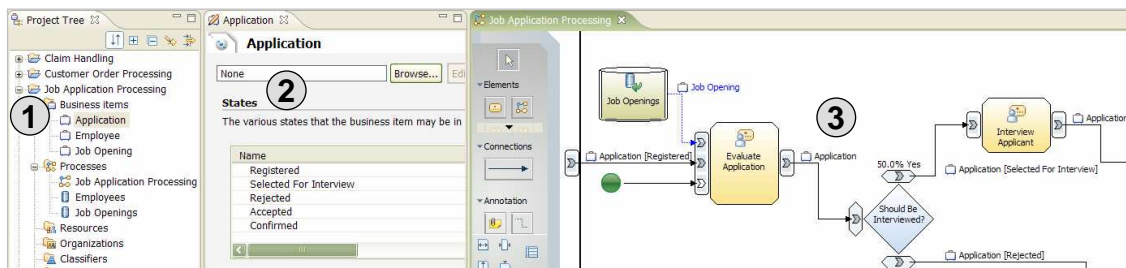 Project Tree
Claim Handling
Customer Order Processing
Job Application Processing
Business items
Application
Employee
Job Opening
Processes
Job Application Processing
Employees
Job Openings
Resources
Organizations
Classifiers
1
Application
Application
None
Browse...
Edi
2
States
The various states that the business item may be in
Name
Registered
Selected For Interview
Rejected
Accepted
Confirmed
Job Application Processing
Elements
Connections
Annotation
Job Openings
Job Opening
Application [Registered]
Evaluate
Application
3
Application
50.0% Yes
Should Be
Interviewed?
Interview
Applicant
Application
Application [Selected For Interview]
Application [Rejected]